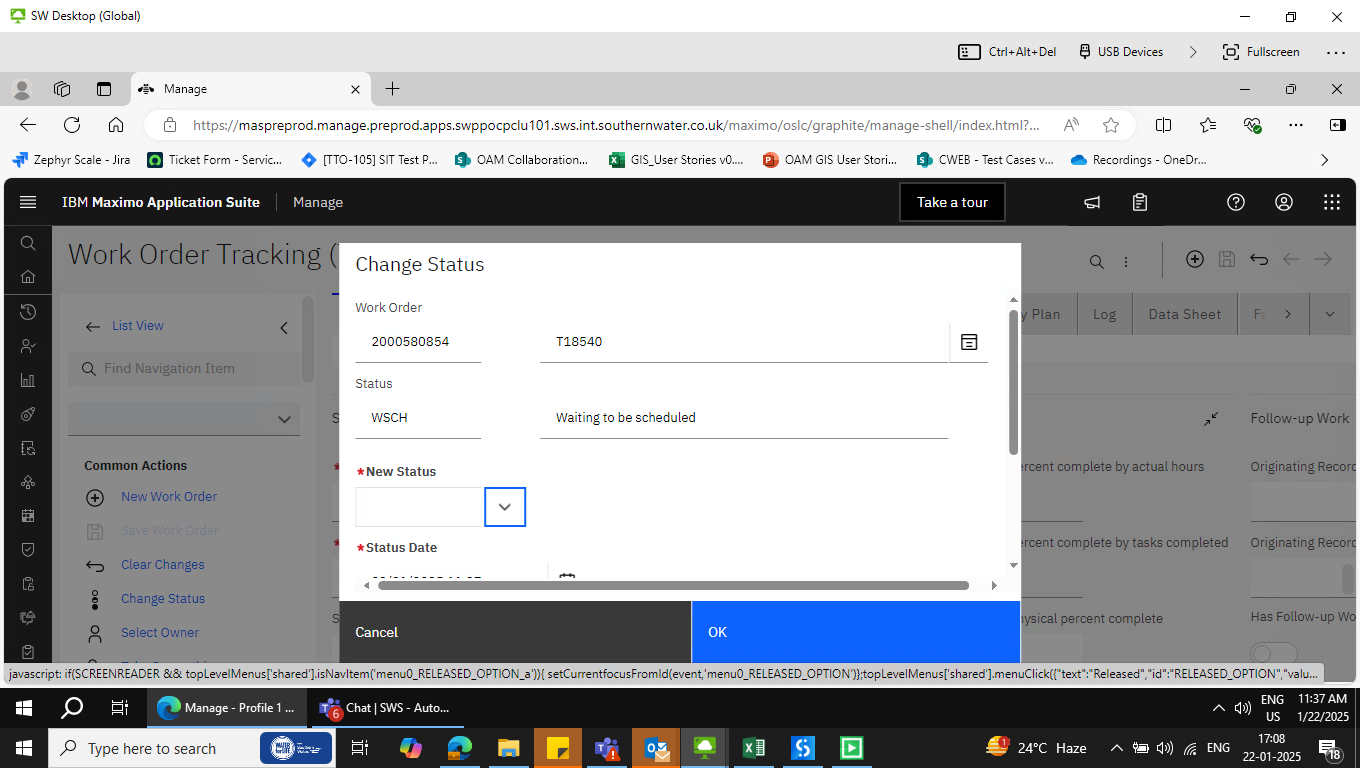 SW Desktop (Global)
Ctrl+Alt+Del
USB Devices
Fullscreen
Manage
https://maspreprod.manage.preprod.apps.swppocpclu101.sws.int.southernwater.co.uk/maximo/oslc/graphite/manage-shell/index.html?...
Zephyr Scale - Jira
Ticket Form - Servic...
[TTO-105] SIT Test P...
OAM Collaboration...
GIS_User Stories v0....
OAM GIS User Stori...
CWEB - Test Cases v...
Recordings - OneDr...
IBM Maximo Application Suite
Manage
Take a tour
Work Order Tracking (
List View
Find Navigation Item
Common Actions
New Work Order
Save Work Order
Clear Changes
Change Status
Select Owner
Change Status
Work Order
2000580854
T18540
Status
WSCH
Waiting to be scheduled
*New Status
*Status Date
Cancel
OK
y Plan
Log
Data Sheet
Fa
Follow-up Work
ercent complete by actual hours
Originating Record
ercent complete by tasks completed
Originating Record
hysical percent complete
Has Follow-up Wo
javascript: if(SCREENREADER && topLevelMenus['shared'].isNavItem('menu0_RELEASED_OPTION_a')){ setCurrentfocusFromId(event,'menu0_RELEASED_OPTION')};topLevelMenus['shared'].menuClick({"text":"Released","id":"RELEASED_OPTION","valu...
Manage - Profile 1 ...
6
Chat | SWS - Auto...
ENG
US
11:37 AM
1/22/2025
Type here to search
1
24°C Haze
ENG
17:08
22-01-2025
18